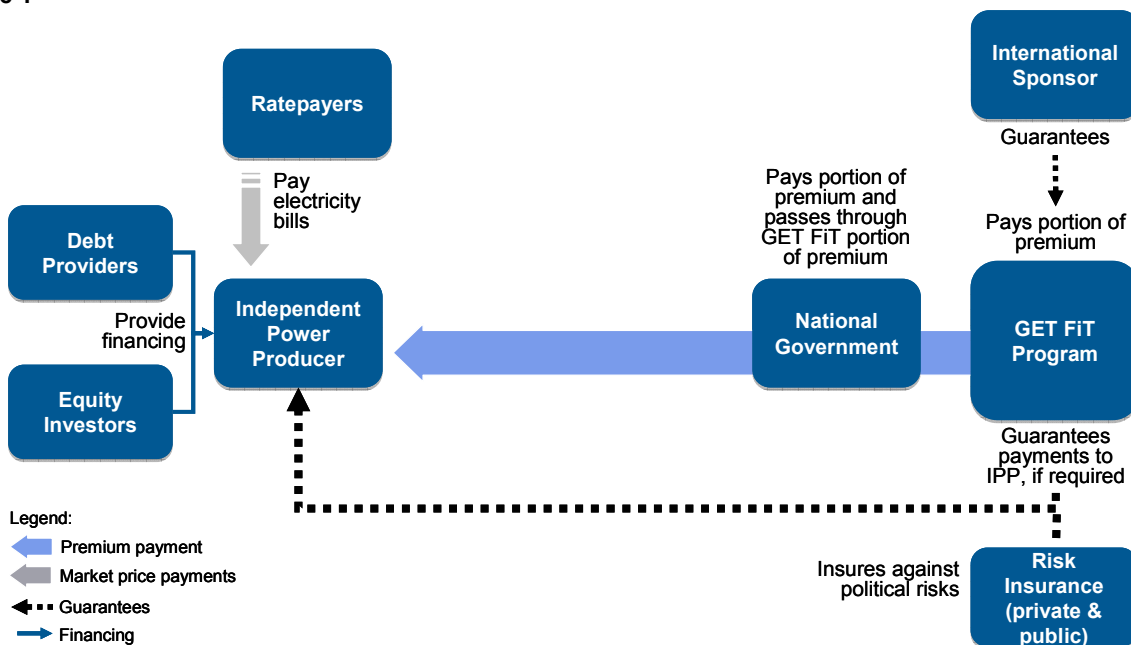 Ratepayers
International
Sponsor
Guarantees
Pay
electricity
bills
Pays portion of
premium and
passes through
GET FiT portion
of premium
Pays portion of
premium
Debt
Providers
Provide
financing
Equity
Investors
Independent
Power
Producer
National
Government
GET FiT
Program
Guarantees
payments to
IPP, if required
Legend:
Premium payment
Market price payments
Guarantees
Financing
Insures against
political risks
Risk
Insurance
(private &
public)